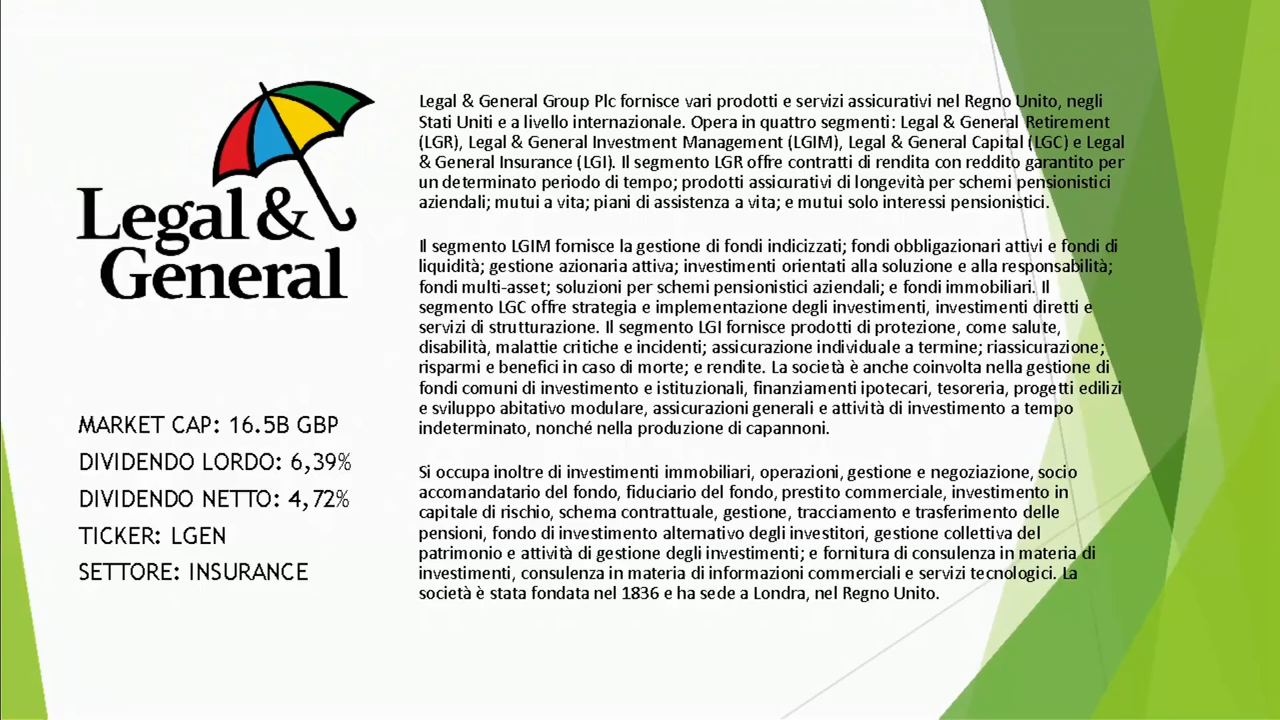 Legal &
General
MARKET CAP: 16.5B GBP
DIVIDENDO LORDO: 6,39%
DIVIDENDO NETTO: 4,72%
TICKER: LGEN
SETTORE: INSURANCE
Legal & General Group Plc fornisce vari prodotti e servizi assicurativi nel Regno Unito, negli
Stati Uniti e a livello internazionale. Opera in quattro segmenti: Legal & General Retirement
(LGR), Legal & General Investment Management (LGIM), Legal & General Capital (LGC) e Legal
& General Insurance (LGI). Il segmento LGR offre contratti di rendita con reddito garantito per
un determinato periodo di tempo; prodotti assicurativi di longevità per schemi pensionistici
aziendali; mutui a vita; piani di assistenza a vita; e mutui solo interessi pensionistici.
Il segmento LGIM fornisce la gestione di fondi indicizzati; fondi obbligazionari attivi e fondi di
liquidità; gestione azionaria attiva; investimenti orientati alla soluzione e alla responsabilità;
fondi multi-asset; soluzioni per schemi pensionistici aziendali; e fondi immobiliari. Il
segmento LGC offre strategia e implementazione degli investimenti, investimenti diretti e
servizi di strutturazione. Il segmento LGI fornisce prodotti di protezione, come salute,
disabilità, malattie critiche e incidenti; assicurazione individuale a termine; riassicurazione;
risparmi e benefici in caso di morte; e rendite. La società è anche coinvolta nella gestione di
fondi comuni di investimento e istituzionali, finanziamenti ipotecari, tesoreria, progetti edilizi
e sviluppo abitativo modulare, assicurazioni generali e attività di investimento a tempo
indeterminato, nonché nella produzione di capannoni.
Si occupa inoltre di investimenti immobiliari, operazioni, gestione e negoziazione, socio
accomandatario del fondo, fiduciario del fondo, prestito commerciale, investimento in
capitale di rischio, schema contrattuale, gestione, tracciamento e trasferimento delle
pensioni, fondo di investimento alternativo degli investitori, gestione collettiva del
patrimonio e attività di gestione degli investimenti; e fornitura di consulenza in materia di
investimenti, consulenza in materia di informazioni commerciali e servizi tecnologici. La
società è stata fondata nel 1836 e ha sede a Londra, nel Regno Unito.